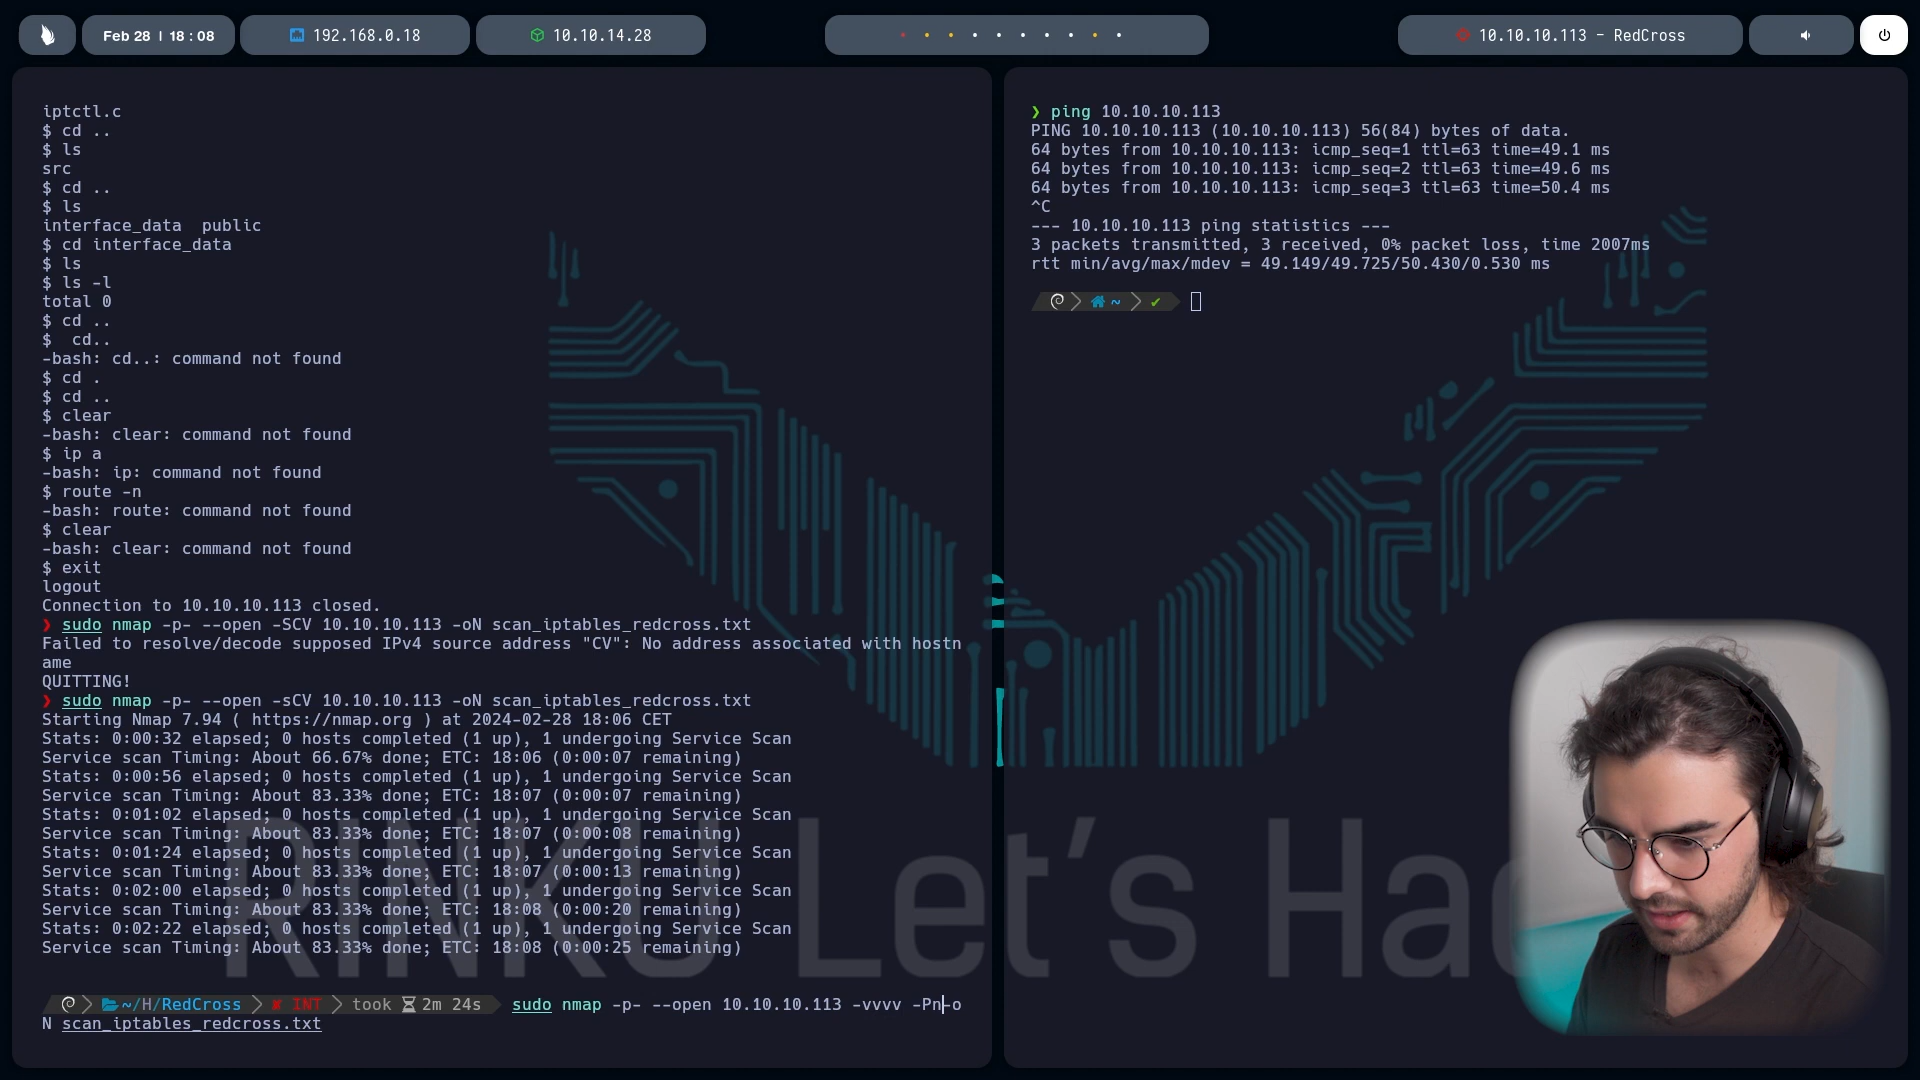 Feb 28 | 18 : 08
192.168.0.18
10.10.14.28
10.10.10.113 - RedCross
iptctl.c
$ cd ..
$ ls
src
$ cd ..
$ ls
interface_data  public
$ cd interface_data
$ ls
$ ls -l
total 0
$ cd ..
$  cd..
-bash: cd..: command not found
$ cd .
$ cd ..
$ clear
-bash: clear: command not found
$ ip a
-bash: ip: command not found
$ route -n
-bash: route: command not found
$ clear
-bash: clear: command not found
$ exit
logout
Connection to 10.10.10.113 closed.
❯ sudo nmap -p- --open -SCV 10.10.10.113 -oN scan_iptables_redcross.txt
Failed to resolve/decode supposed IPv4 source address "CV": No address associated with hostn
ame
QUITTING!
❯ sudo nmap -p- --open -sCV 10.10.10.113 -oN scan_iptables_redcross.txt
Starting Nmap 7.94 ( https://nmap.org ) at 2024-02-28 18:06 CET
Stats: 0:00:32 elapsed; 0 hosts completed (1 up), 1 undergoing Service Scan
Service scan Timing: About 66.67% done; ETC: 18:06 (0:00:07 remaining)
Stats: 0:00:56 elapsed; 0 hosts completed (1 up), 1 undergoing Service Scan
Service scan Timing: About 83.33% done; ETC: 18:07 (0:00:07 remaining)
Stats: 0:01:02 elapsed; 0 hosts completed (1 up), 1 undergoing Service Scan
Service scan Timing: About 83.33% done; ETC: 18:07 (0:00:08 remaining)
Stats: 0:01:24 elapsed; 0 hosts completed (1 up), 1 undergoing Service Scan
Service scan Timing: About 83.33% done; ETC: 18:07 (0:00:13 remaining)
Stats: 0:02:00 elapsed; 0 hosts completed (1 up), 1 undergoing Service Scan
Service scan Timing: About 83.33% done; ETC: 18:08 (0:00:20 remaining)
Stats: 0:02:22 elapsed; 0 hosts completed (1 up), 1 undergoing Service Scan
Service scan Timing: About 83.33% done; ETC: 18:08 (0:00:25 remaining)
~/H/RedCross ✘ INT took 2m 24s sudo nmap -p- --open 10.10.10.113 -vvvv -Pn-o
N scan_iptables_redcross.txt
❯ ping 10.10.10.113
PING 10.10.10.113 (10.10.10.113) 56(84) bytes of data.
64 bytes from 10.10.10.113: icmp_seq=1 ttl=63 time=49.1 ms
64 bytes from 10.10.10.113: icmp_seq=2 ttl=63 time=49.6 ms
64 bytes from 10.10.10.113: icmp_seq=3 ttl=63 time=50.4 ms
^C
--- 10.10.10.113 ping statistics ---
3 packets transmitted, 3 received, 0% packet loss, time 2007ms
rtt min/avg/max/mdev = 49.149/49.725/50.430/0.530 ms
~ ✔
RINKU Let's Hac